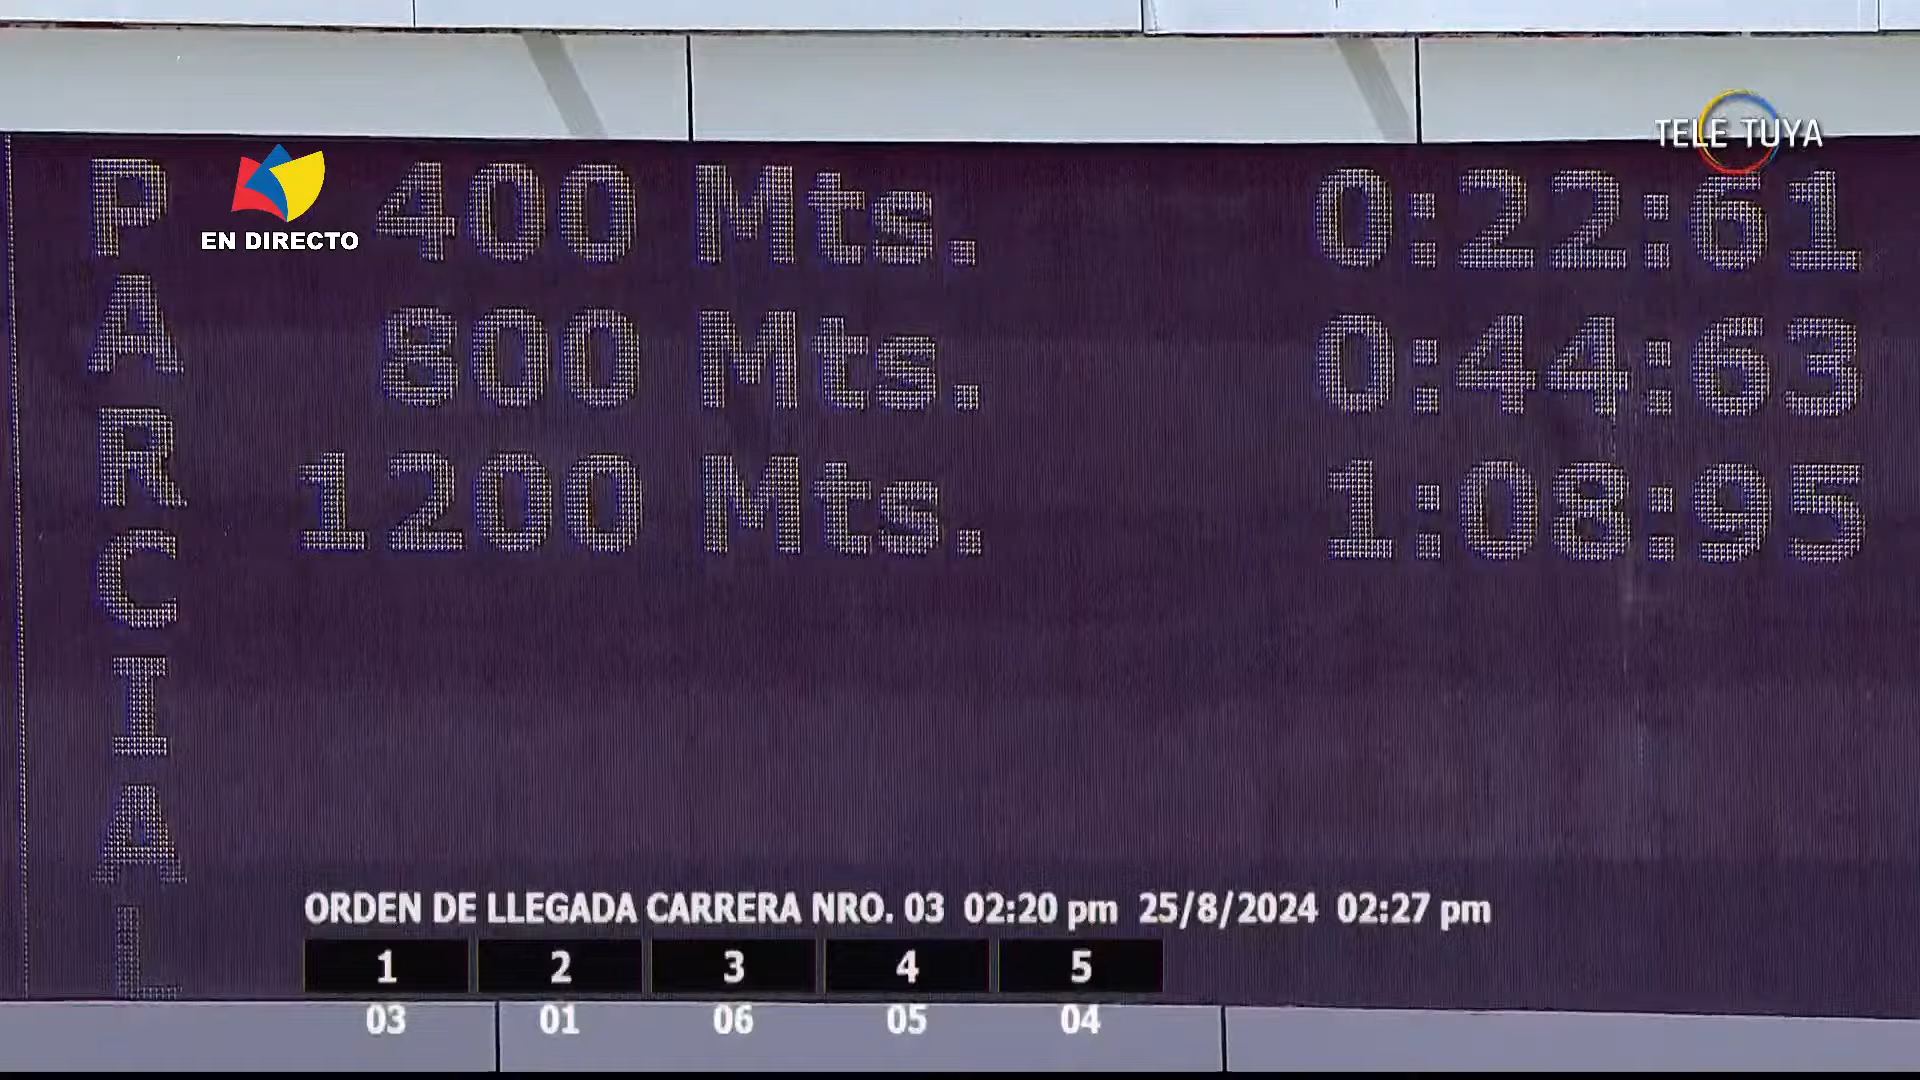 TELE TUYA
EN DIRECTO
PARCIAL
400 Mts. 0:22:61
800 Mts. 0:44:63
1200 Mts. 1:08:95
ORDEN DE LLEGADA CARRERA NRO. 03 02:20 pm 25/8/2024 02:27 pm
1 2 3 4 5
03 01 06 05 04